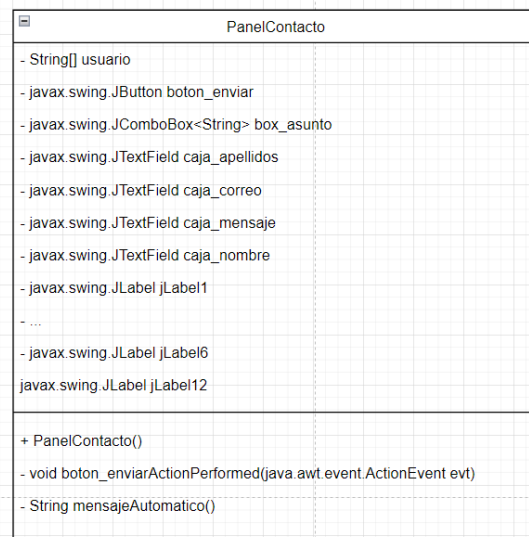 PanelContacto
- String[] usuario
- javax.swing.JButton boton_enviar
- javax.swing.JComboBox<String> box_asunto
- javax.swing.JTextField caja_apellidos
- javax.swing.JTextField caja_correo
- javax.swing.JTextField caja_mensaje
- javax.swing.JTextField caja_nombre
- javax.swing.JLabel jLabel1
- ...
- javax.swing.JLabel jLabel6
javax.swing.JLabel jLabel12
+ PanelContacto()
- void boton_enviarActionPerformed(java.awt.event.ActionEvent evt)
- String mensajeAutomatico()